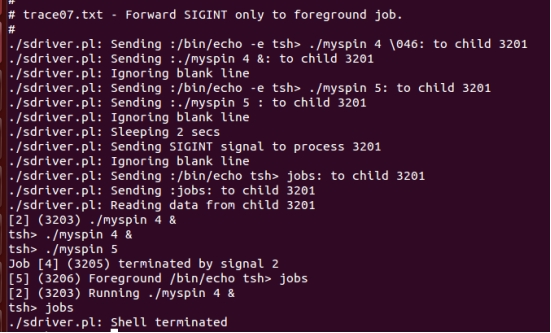 #
# trace07.txt - Forward SIGINT only to foreground job.
#
./sdriver.pl: Sending :/bin/echo -e tsh> ./myspin 4 \046: to child 3201
./sdriver.pl: Sending :./myspin 4 &: to child 3201
./sdriver.pl: Ignoring blank line
./sdriver.pl: Sending :/bin/echo -e tsh> ./myspin 5: to child 3201
./sdriver.pl: Sending :./myspin 5 : to child 3201
./sdriver.pl: Ignoring blank line
./sdriver.pl: Sleeping 2 secs
./sdriver.pl: Sending SIGINT signal to process 3201
./sdriver.pl: Ignoring blank line
./sdriver.pl: Sending :/bin/echo tsh> jobs: to child 3201
./sdriver.pl: Sending :jobs: to child 3201
./sdriver.pl: Reading data from child 3201
[2] (3203) ./myspin 4 &
tsh> ./myspin 4 &
tsh> ./myspin 5
Job [4] (3205) terminated by signal 2
[5] (3206) Foreground /bin/echo tsh> jobs
[2] (3203) Running ./myspin 4 &
tsh> jobs
./sdriver.pl: Shell terminated